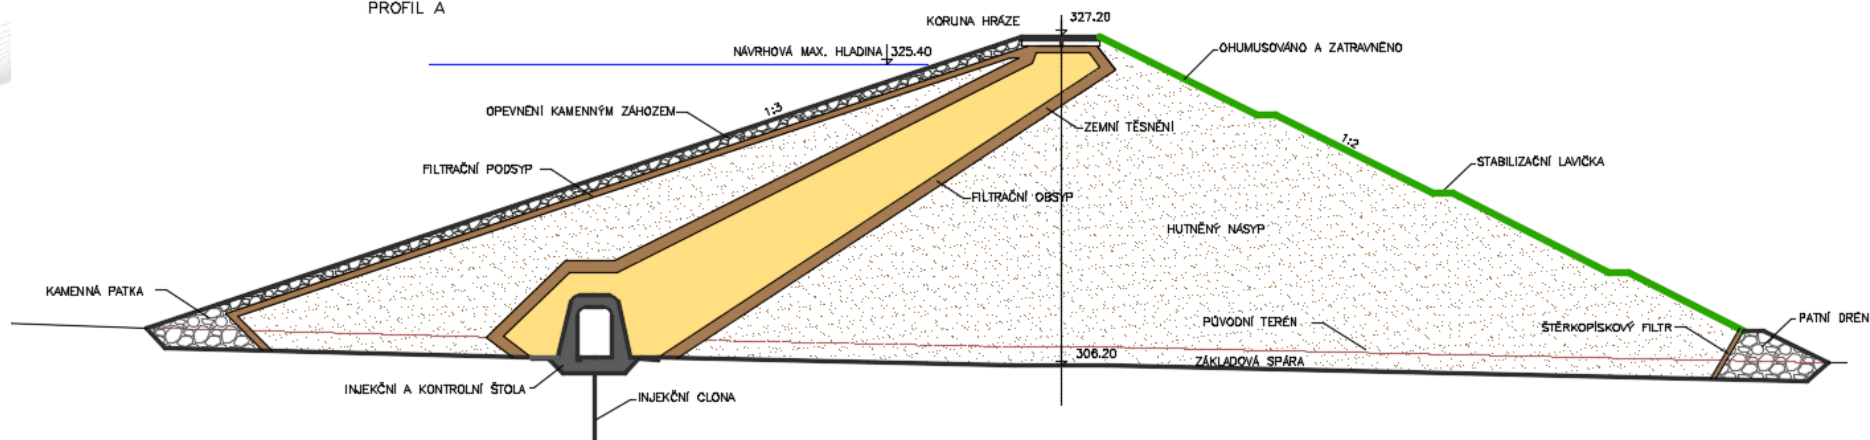 PROFIL A
KORUNA HRÁZE
327.20
NÁVRHOVÁ MAX. HLADINA
325.40
OHUMUSOVÁNO A ZATRAVNĚNO
OPEVNĚNÍ KAMENNÝM ZÁHOZEM
1:3
ZEMNÍ TĚSNĚNÍ
1:2
STABILIZAČNÍ LAVIČKA
FILTRAČNÍ PODSYP
FILTRAČNÍ OBSYP
HUTNĚNÝ NÁSYP
KAMENNÁ PATKA
PŮVODNÍ TERÉN
ŠTĚRKOPÍSKOVÝ FILTR
PATNÍ DRÉN
306.20
ZÁKLADOVÁ SPÁRA
INJEKČNÍ A KONTROLNÍ ŠTOLA
INJEKČNÍ CLONA